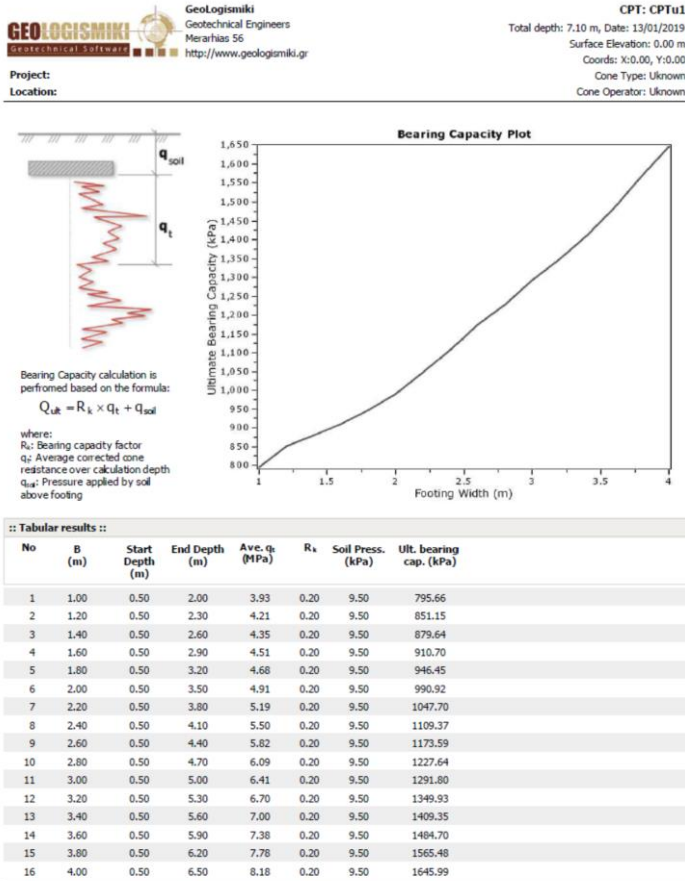 GEOLOGISMIKI
Geotechnical Software
GeoLogismiki
Geotechnical Engineers
Merarhias 56
http://www.geologismiki.gr
Project:
Location:
CPT: CPTu1
Total depth: 7.10 m, Date: 13/01/2019
Surface Elevation: 0.00 m
Coords: X:0.00, Y:0.00
Cone Type: Uknown
Cone Operator: Uknown
q soil
q t
Bearing Capacity calculation is
perfromed based on the formula:
Q ult = R k × q t + q soil
where:
Rk: Bearing capacity factor
qt: Average corrected cone
resistance over calculation depth
qsoil: Pressure applied by soil
above footing
Bearing Capacity Plot
Ultimate Bearing Capacity (kPa)
1,650
1,600
1,550
1,500
1,450
1,400
1,350
1,300
1,250
1,200
1,150
1,100
1,050
1,000
950
900
850
800
1 1.5 2 2.5 3 3.5 4
Footing Width (m)
:: Tabular results ::
No B (m) Start Depth (m) End Depth (m) Ave. qt (MPa) Rk Soil Press. (kPa) Ult. bearing cap. (kPa)
1 1.00 0.50 2.00 3.93 0.20 9.50 795.66
2 1.20 0.50 2.30 4.21 0.20 9.50 851.15
3 1.40 0.50 2.60 4.35 0.20 9.50 879.64
4 1.60 0.50 2.90 4.51 0.20 9.50 910.70
5 1.80 0.50 3.20 4.68 0.20 9.50 946.45
6 2.00 0.50 3.50 4.91 0.20 9.50 990.92
7 2.20 0.50 3.80 5.19 0.20 9.50 1047.70
8 2.40 0.50 4.10 5.50 0.20 9.50 1109.37
9 2.60 0.50 4.40 5.82 0.20 9.50 1173.59
10 2.80 0.50 4.70 6.09 0.20 9.50 1227.64
11 3.00 0.50 5.00 6.41 0.20 9.50 1291.80
12 3.20 0.50 5.30 6.70 0.20 9.50 1349.93
13 3.40 0.50 5.60 7.00 0.20 9.50 1409.35
14 3.60 0.50 5.90 7.38 0.20 9.50 1484.70
15 3.80 0.50 6.20 7.78 0.20 9.50 1565.48
16 4.00 0.50 6.50 8.18 0.20 9.50 1645.99